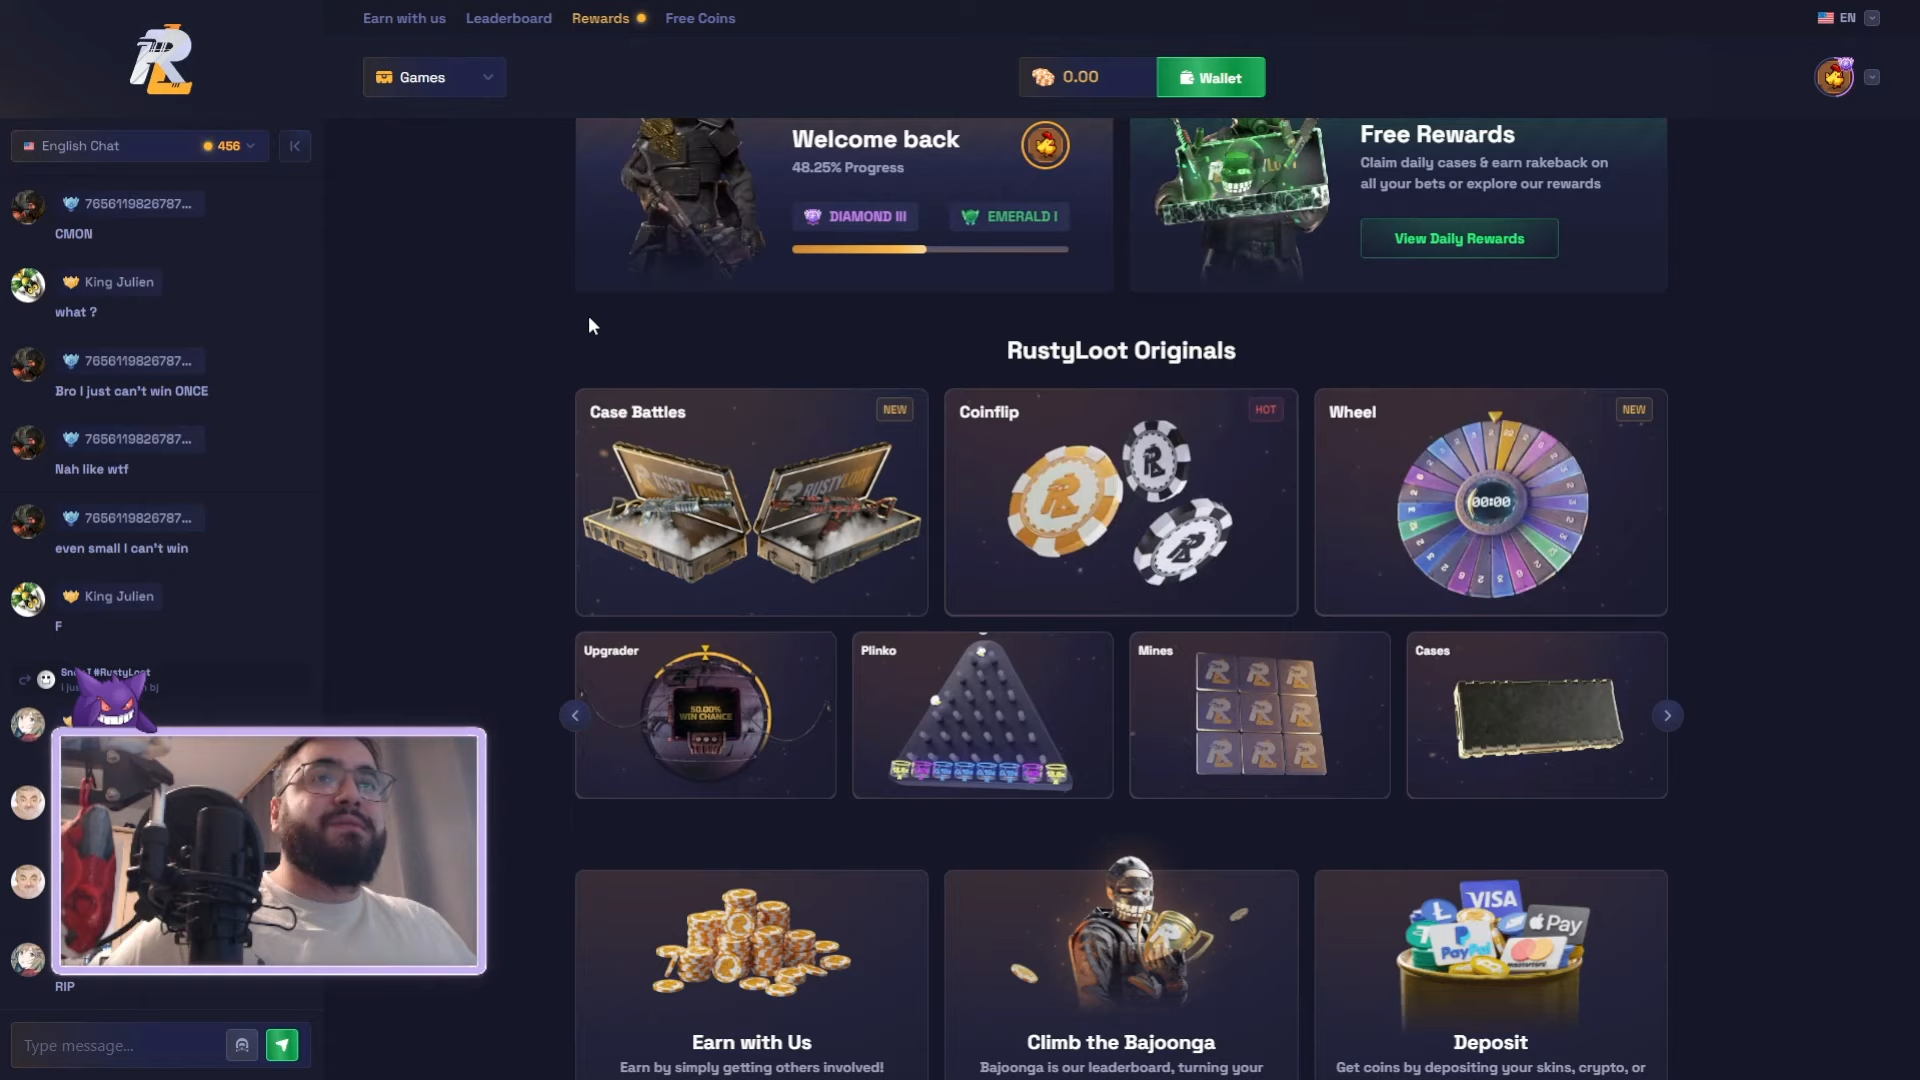 Earn with us
Leaderboard
Rewards
Free Coins
EN
Games
0.00
Wallet
English Chat
456
7656119826787...
CMON
King Julien
what ?
7656119826787...
Bro I just can't win ONCE
7656119826787...
Nah like wtf
7656119826787...
even small I can't win
King Julien
F
RIP
Type message...
Welcome back
48.25% Progress
DIAMOND III
EMERALD I
Free Rewards
Claim daily cases & earn rakeback on
all your bets or explore our rewards
View Daily Rewards
RustyLoot Originals
Case Battles
NEW
RUSTYLOOT
Coinflip
HOT
Wheel
NEW
00:00
Upgrader
50.00%
WIN CHANCE
Plinko
Mines
Cases
Earn with Us
Earn by simply getting others involved!
Climb the Bajoonga
Bajoonga is our leaderboard, turning your
VISA
Pay
PayPal
Deposit
Get coins by depositing your skins, crypto, or